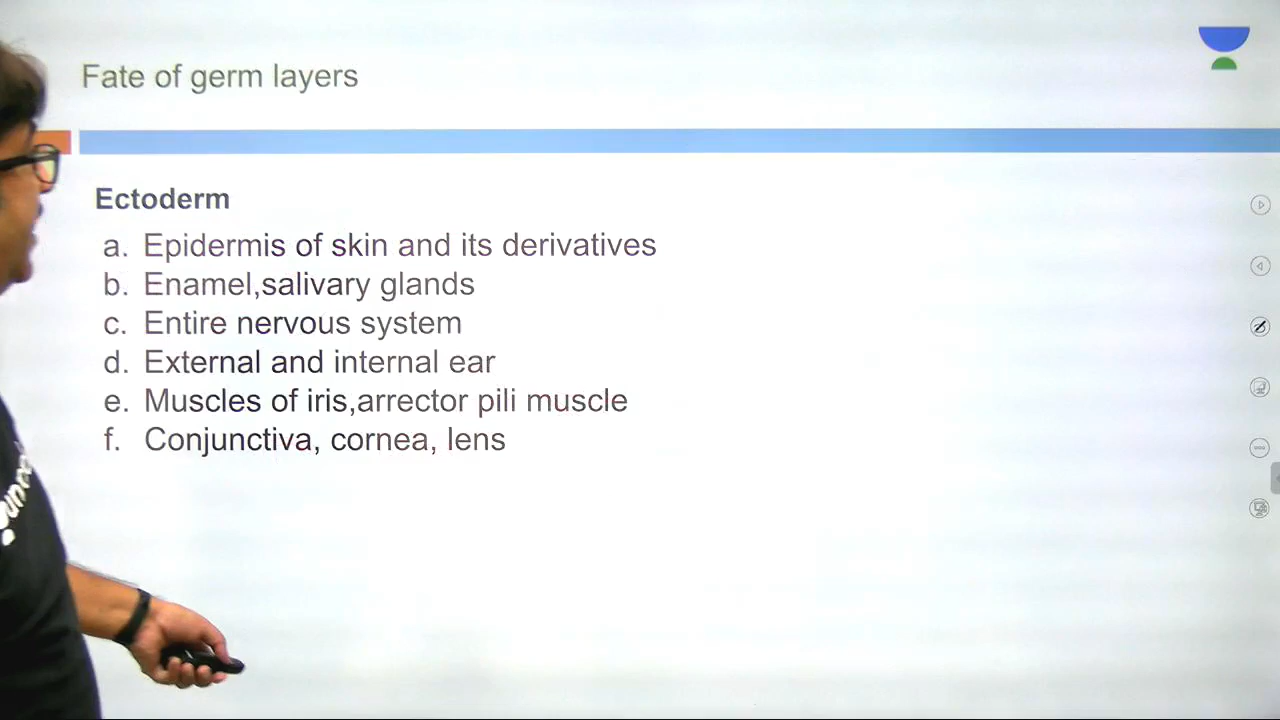 Fate of germ layers
Ectoderm
a. Epidermis of skin and its derivatives
b. Enamel,salivary glands
c. Entire nervous system
d. External and internal ear
e. Muscles of iris,arrector pili muscle
f. Conjunctiva, cornea, lens